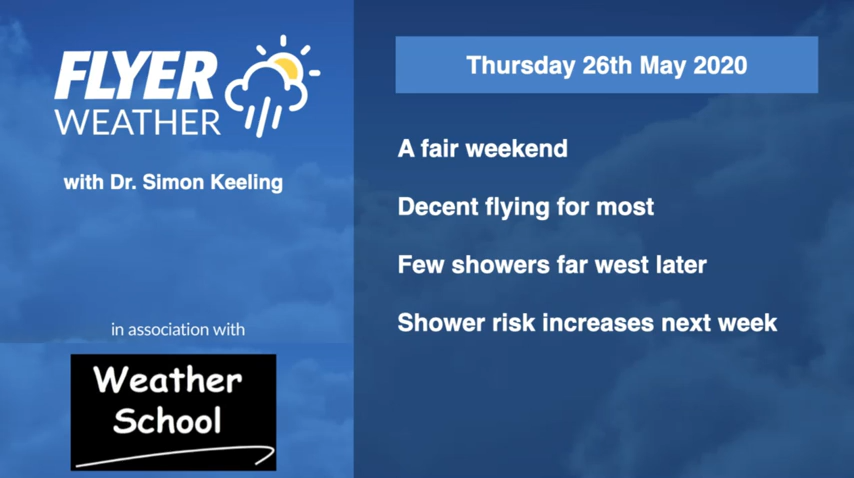 FLYER
WEATHER
with Dr. Simon Keeling
in association with
Weather
School
Thursday 26th May 2020
A fair weekend
Decent flying for most
Few showers far west later
Shower risk increases next week